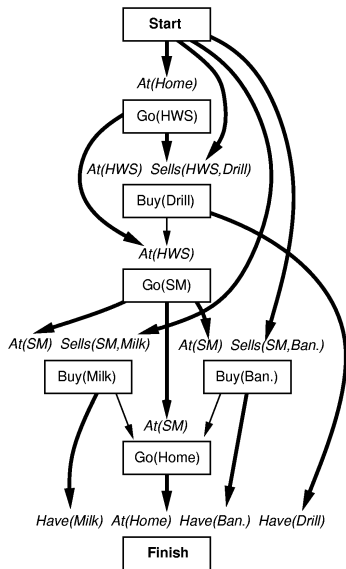 Start
At(Home)
Go(HWS)
At(HWS) Sells(HWS,Drill)
Buy(Drill)
At(HWS)
Go(SM)
At(SM) Sells(SM,Milk) At(SM) Sells(SM,Ban.)
Buy(Milk) Buy(Ban.)
At(SM)
Go(Home)
Have(Milk) At(Home) Have(Ban.) Have(Drill)
Finish